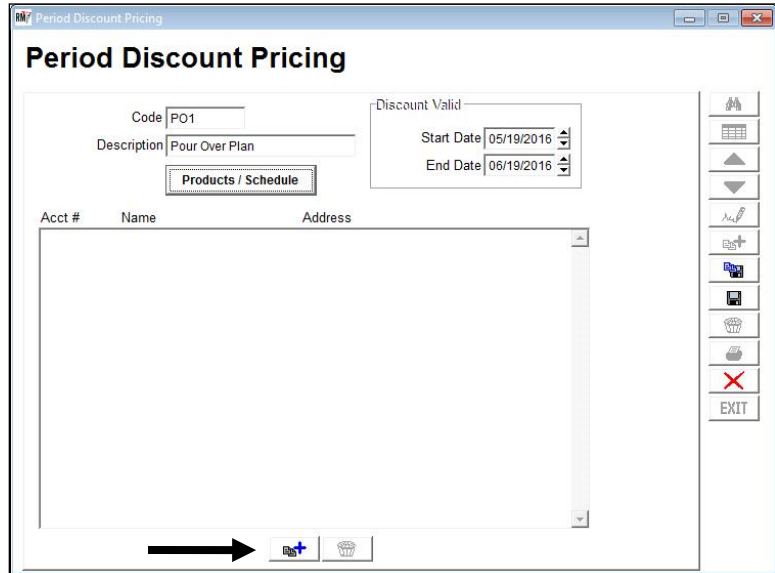 RM Period Discount Pricing
Period Discount Pricing
Code PO1
Description Pour Over Plan
Products / Schedule
Discount Valid
Start Date 05/19/2016
End Date 06/19/2016
Acct # Name Address
EXIT